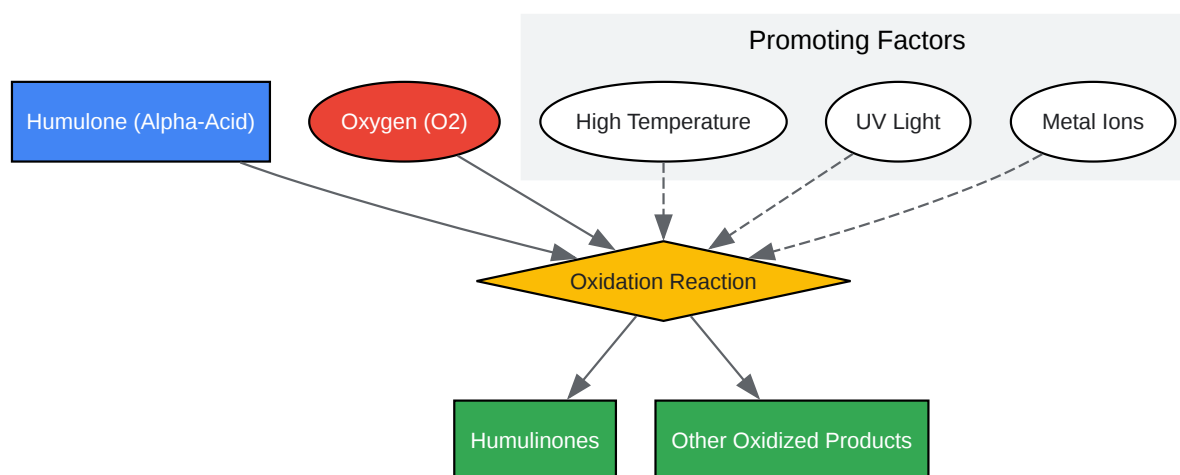 Promoting Factors
Humulone (Alpha-Acid)
Oxygen (O2)
High Temperature
UV Light
Metal Ions
Oxidation Reaction
Humulinones
Other Oxidized Products